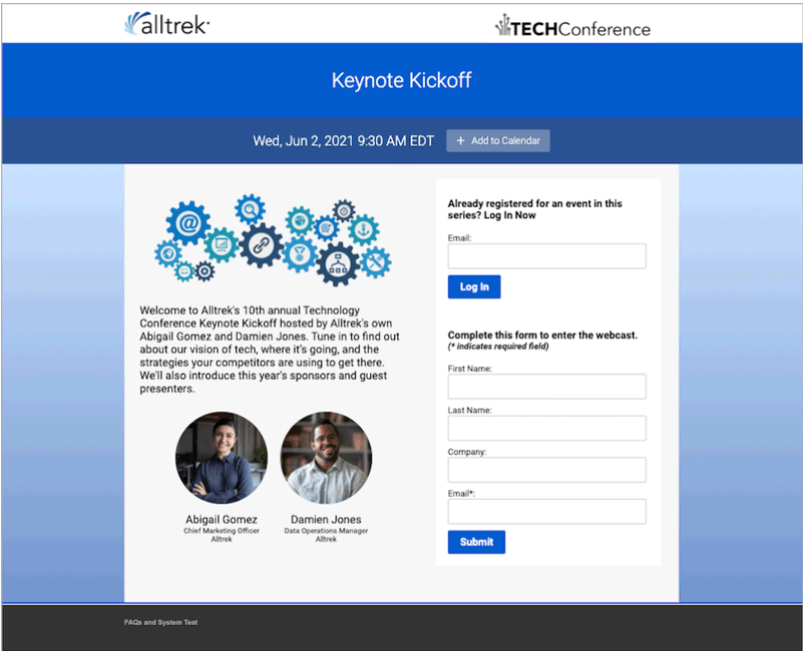 alltrek
TECHConference
Keynote Kickoff
Wed, Jun 2, 2021 9:30 AM EDT
+ Add to Calendar
@
Welcome to Alltrek's 10th annual Technology
Conference Keynote Kickoff hosted by Alltrek's own
Abigail Gomez and Damien Jones. Tune in to find out
about our vision of tech, where it's going, and the
strategies your competitors are using to get there.
We'll also introduce this year's sponsors and guest
presenters.
Abigail Gomez
Chief Marketing Officer
Alltrek
Damien Jones
Data Operations Manager
Alltrek
Already registered for an event in this
series? Log In Now
Email:
Log In
Complete this form to enter the webcast.
(* indicates required field)
First Name:
Last Name:
Company:
Email*:
Submit
FAQs and System Test